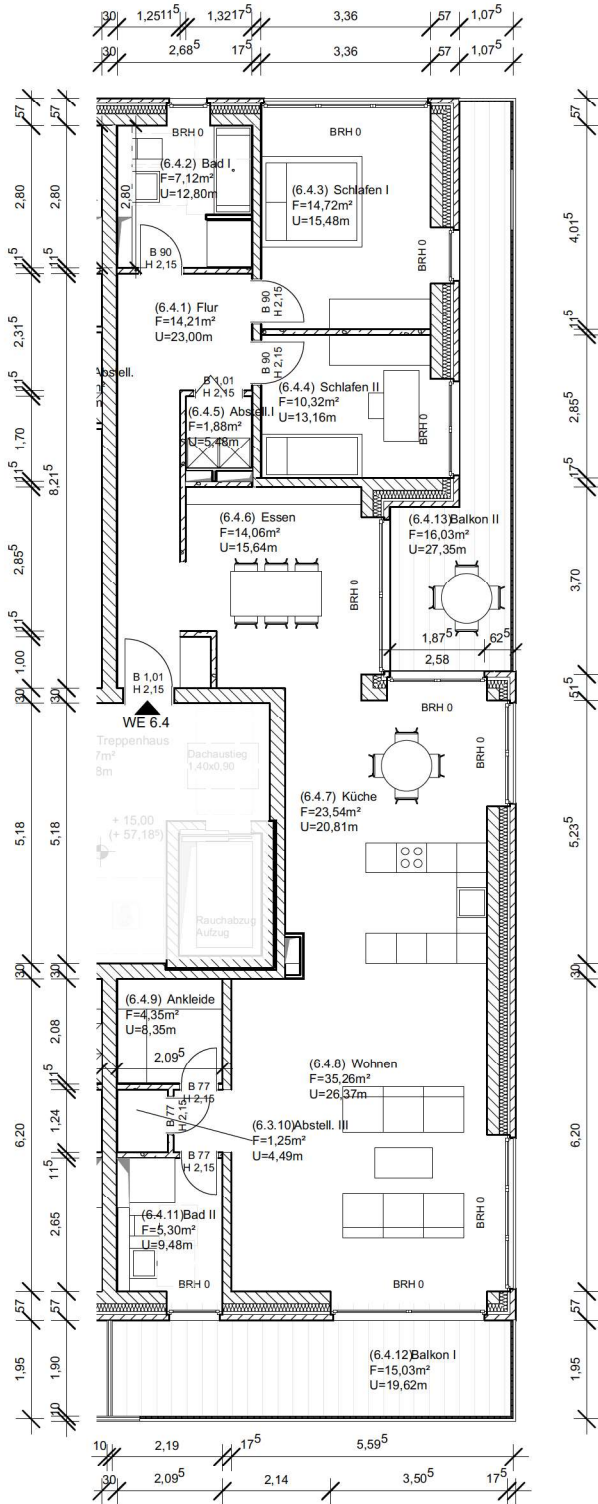 30 1,25 11⁵ 1,32 17⁵ 3,36 57 1,07⁵
30 2,68⁵ 17⁵ 3,36 57 1,07⁵
57 57 57
BRH 0 BRH 0
(6.4.2) Bad I
F=7,12m²
U=12,80m
(6.4.3) Schlafen I
F=14,72m²
U=15,48m
2,80 2,80 2,80 4,01⁵
B 90
H 2,15
BRH 0
11⁵ 11⁵
(6.4.1) Flur
F=14,21m²
U=23,00m
B 90
H 2,15
2,31⁵ 11⁵
B 90
H 2,15
Abstell.
B 1,01
H 2,15
(6.4.4) Schlafen II
F=10,32m²
U=13,16m
11⁵ 2,85⁵
(6.4.5) Abstell.I
F=1,88m²
U=5,48m
BRH 0
1,70 8,21⁵
11⁵ 17⁵
(6.4.6) Essen
F=14,06m²
U=15,64m
(6.4.13)Balkon II
F=16,03m²
U=27,35m
2,85⁵ BRH 0 3,70
11⁵ 1,87⁵ 62⁵
2,58
1,00
B 1,01
H 2,15
30 30 51⁵
WE 6.4
BRH 0
Treppenhaus
7m²
8m
Dachaustieg
1,40x0,90
BRH 0
(6.4.7) Küche
F=23,54m²
U=20,81m
+ 15,00
(+ 57,18⁵)
5,18 5,18 5,23⁵
Rauchabzug
Aufzug
30 30 30
(6.4.9) Ankleide
F=4,35m²
U=8,35m
2,08
2,09⁵
(6.4.8) Wohnen
F=35,26m²
U=26,37m
11⁵
B 77
H 2,15
B 77
H 2,15
(6.3.10)Abstell. III
F=1,25m²
U=4,49m
6,20 1,24 6,20
B 77
H 2,15
11⁵
(6.4.11)Bad II
F=5,30m²
U=9,48m
BRH 0
2,65
BRH 0 BRH 0
57 57 57
(6.4.12)Balkon I
F=15,03m²
U=19,62m
1,95 1,90 1,95
10
10 2,19 17⁵ 5,59⁵
30 2,09⁵ 2,14 3,50⁵ 17⁵